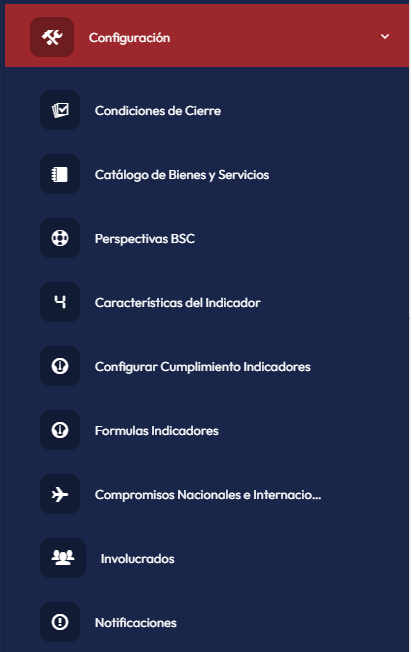 Configuración
Condiciones de Cierre
Catálogo de Bienes y Servicios
Perspectivas BSC
Características del Indicador
Configurar Cumplimiento Indicadores
Formulas Indicadores
Compromisos Nacionales e Internacio...
Involucrados
Notificaciones